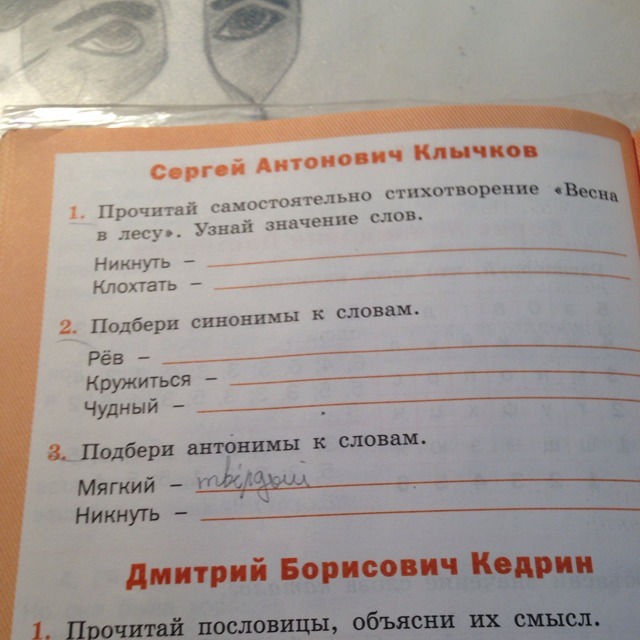 Сергей Антонович Клычков
1. Прочитай самостоятельно стихотворение «Весна
в лесу». Узнай значение слов.
Никнуть –
Клохтать –
2. Подбери синонимы к словам.
Рёв –
Кружиться –
Чудный –
3. Подбери антонимы к словам.
Мягкий – твёрдый
Никнуть –
Дмитрий Борисович Кедрин
1. Прочитай пословицы, объясни их смысл.